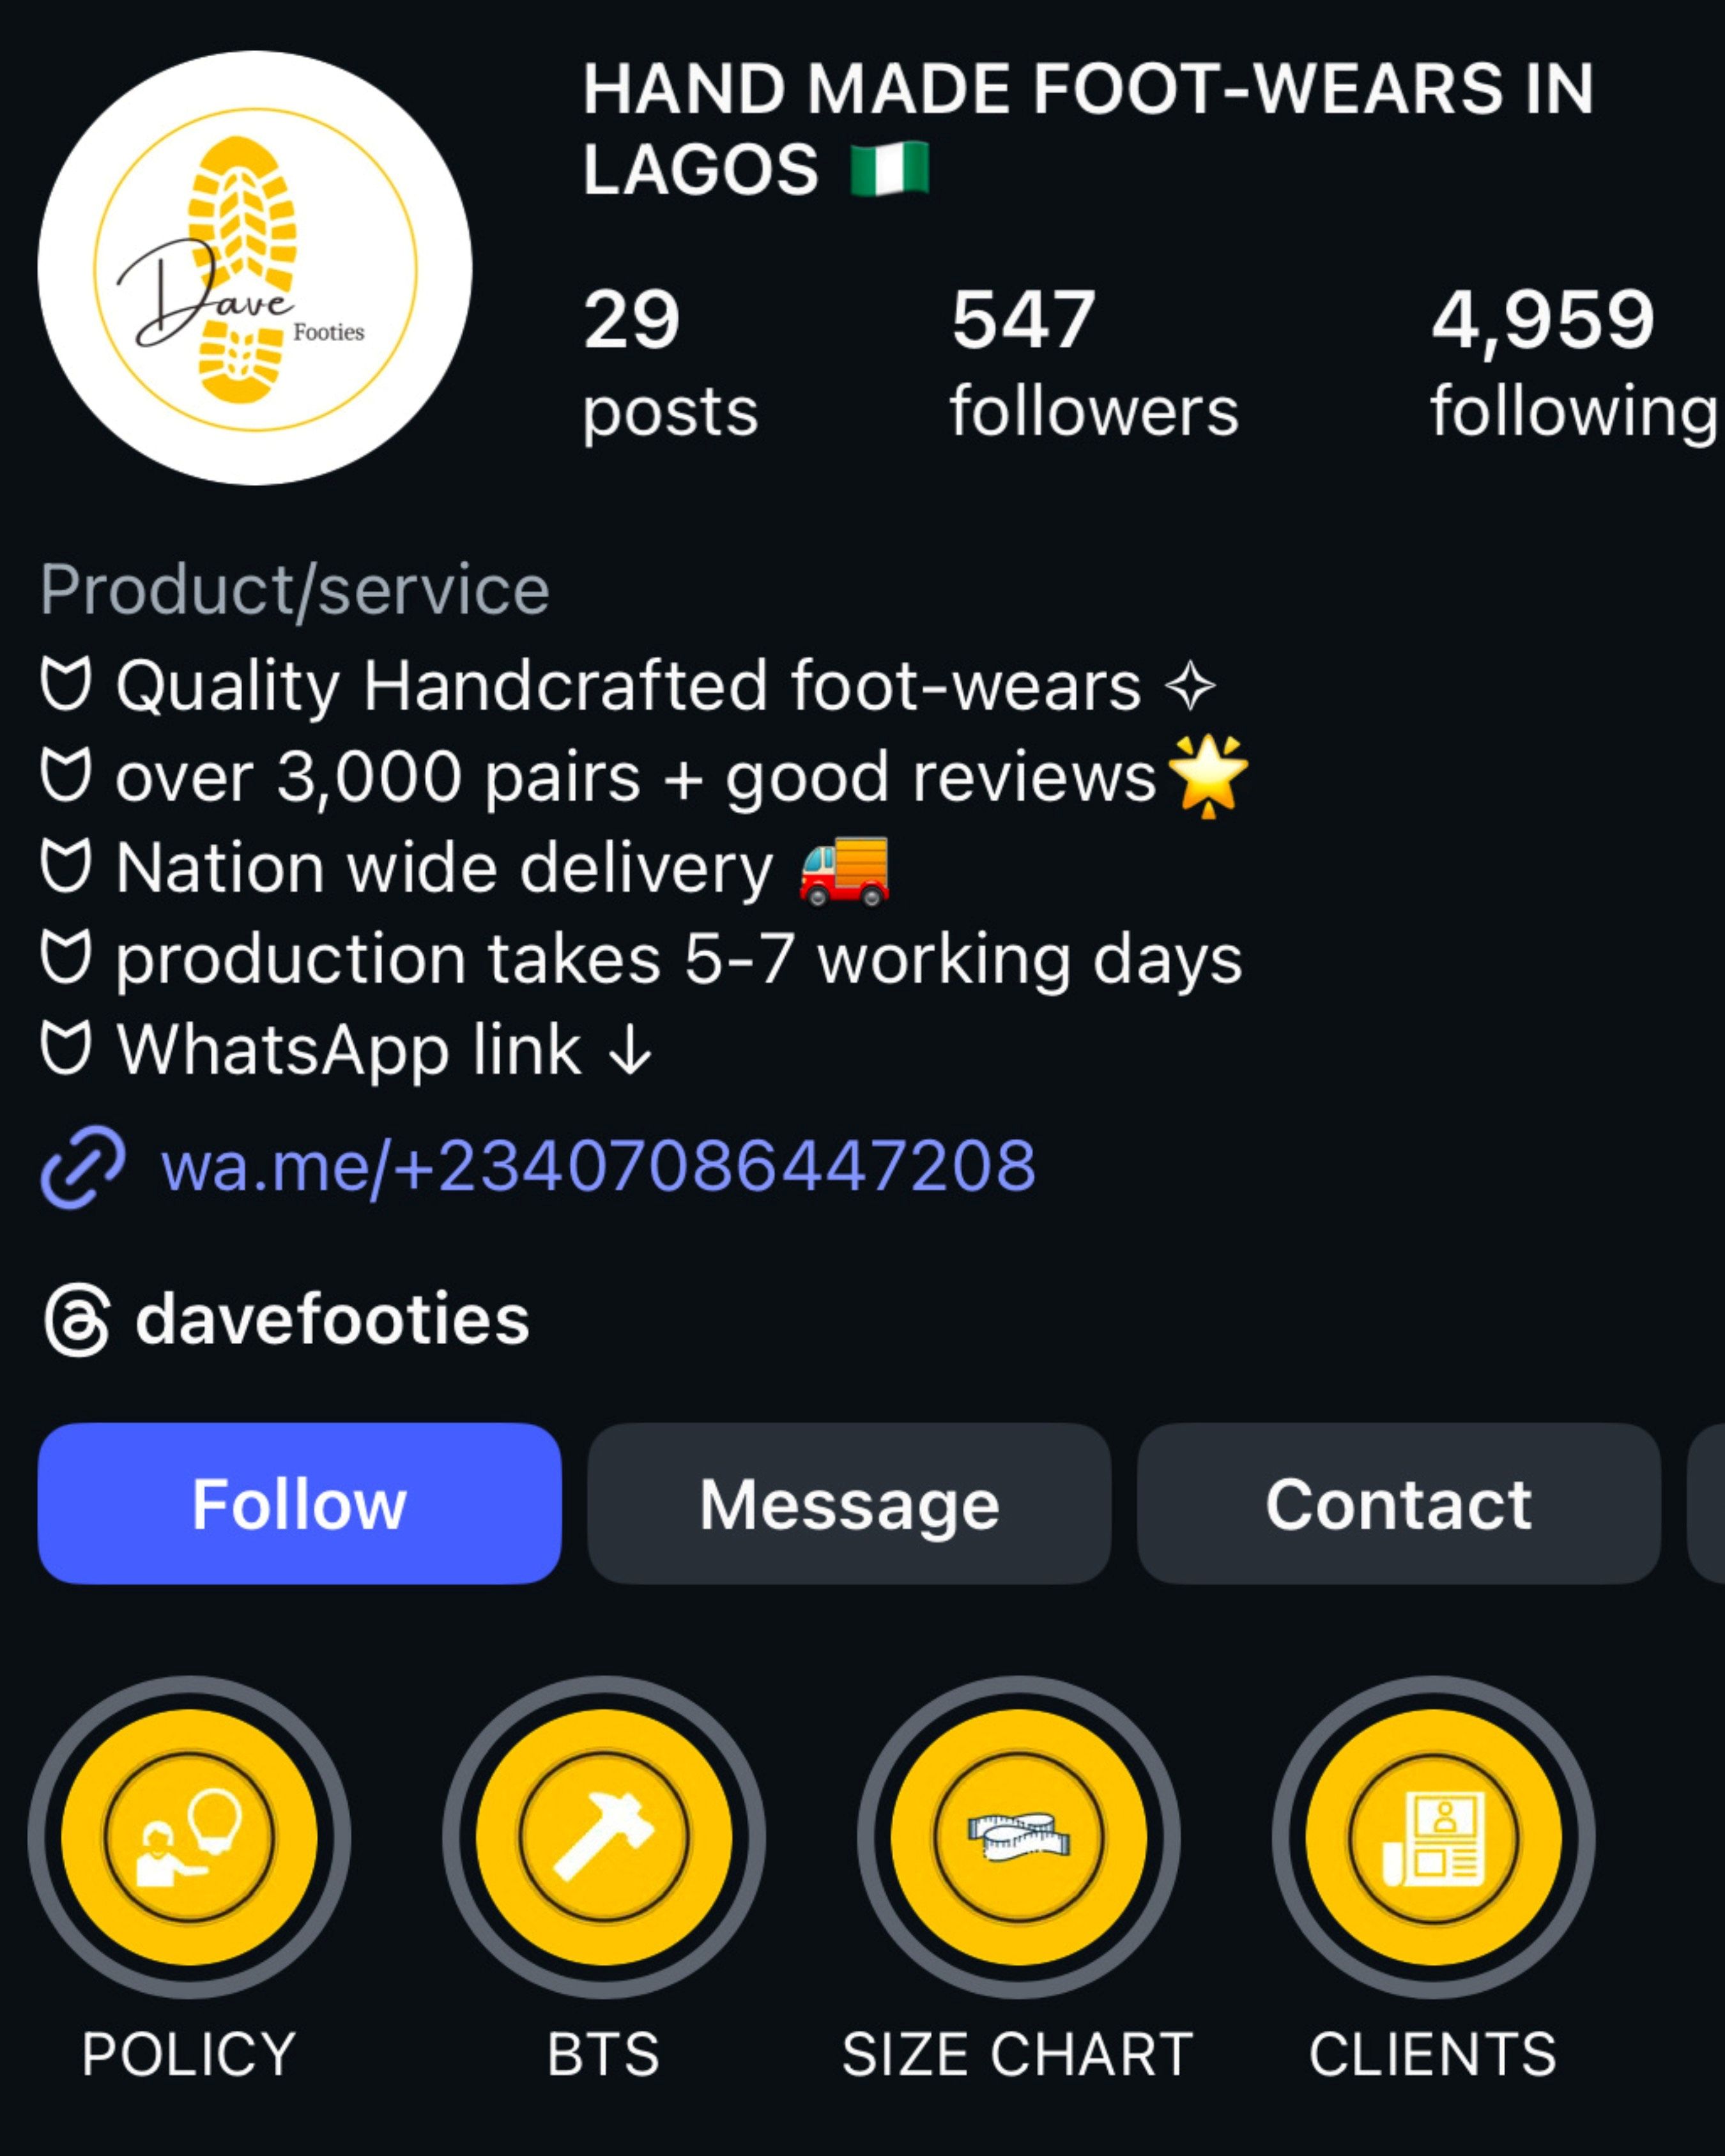 Dave
Footies
HAND MADE FOOT-WEARS IN
LAGOS 🇳🇬
29 547 4,959
posts followers following
Product/service
ᗢ Quality Handcrafted foot-wears ✧
ᗢ over 3,000 pairs + good reviews🌟
ᗢ Nation wide delivery 🚚
ᗢ production takes 5-7 working days
ᗢ WhatsApp link ↓
wa.me/+23407086447208
davefooties
Follow Message Contact
POLICY BTS SIZE CHART CLIENTS